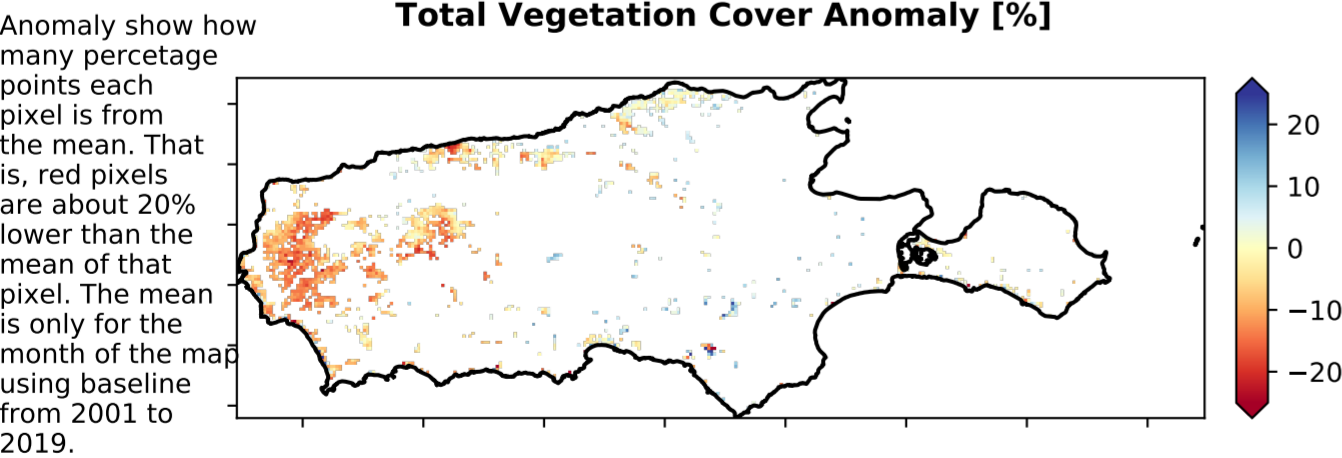 Total Vegetation Cover Anomaly [%]
Anomaly show how
many percetage
points each
pixel is from
the mean. That
is, red pixels
are about 20%
lower than the
mean of that
pixel. The mean
is only for the
month of the map
using baseline
from 2001 to
2019.
20
10
0
−10
−20